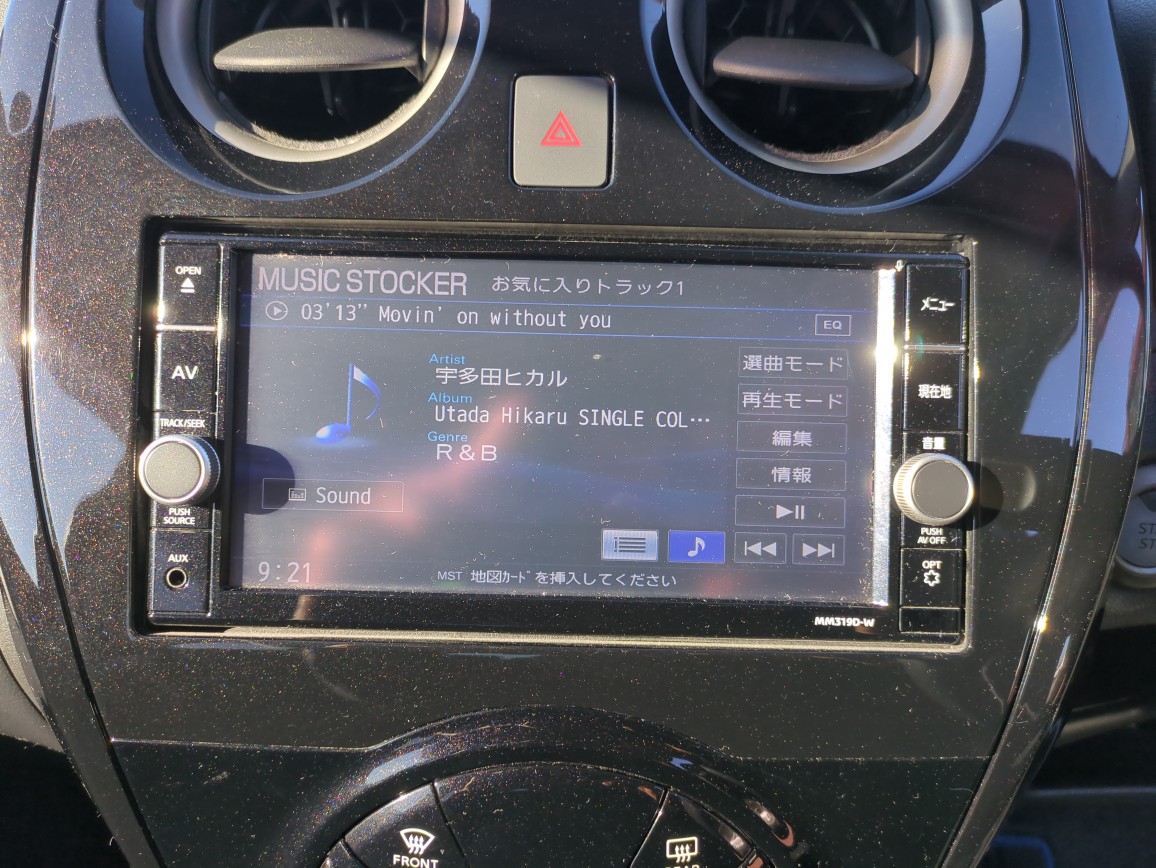 OPEN
MUSIC STOCKER お気に入りトラック1
03'13" Movin' on without you
EQ
メニュー
AV
Artist
宇多田ヒカル
選曲モード
現在地
Album
Utada Hikaru SINGLE COL…
再生モード
TRACK/SEEK
Genre
R&B
編集
音量
情報
Sound
PUSH
SOURCE
PUSH
AV OFF
AUX
OPT
9:21
MST 地図カードを挿入してください
MM319D-W
FRONT